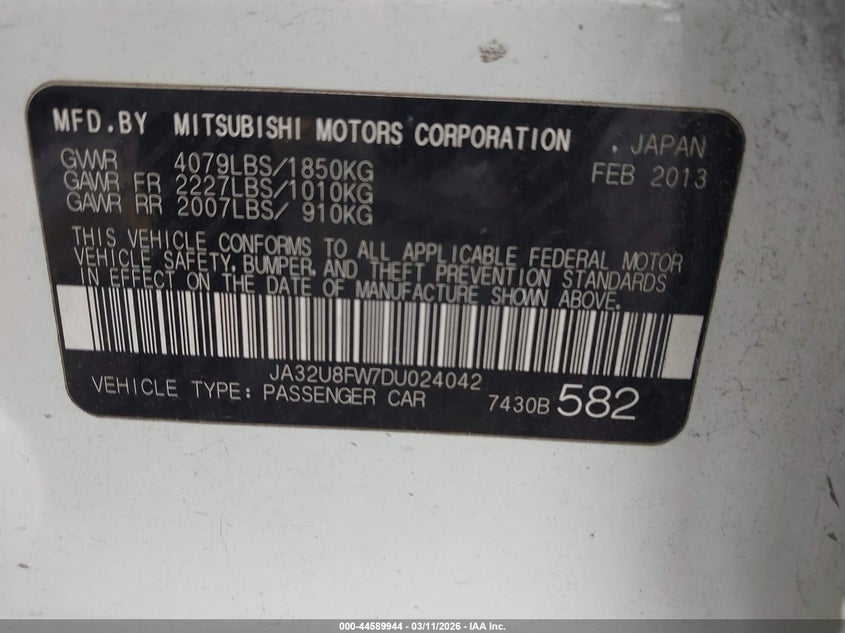 MFD.BY MITSUBISHI MOTORS CORPORATION . JAPAN
GVWR 4079LBS/1850KG FEB 2013
GAWR FR 2227LBS/1010KG
GAWR RR 2007LBS/ 910KG
THIS VEHICLE CONFORMS TO ALL APPLICABLE FEDERAL MOTOR
VEHICLE SAFETY, BUMPER, AND THEFT PREVENTION STANDARDS
IN EFFECT ON THE DATE OF MANUFACTURE SHOWN ABOVE.
JA32U8FW7DU024042
VEHICLE TYPE: PASSENGER CAR 7430B 582
000-44589944 | 03/11/2026 - IAA Inc.